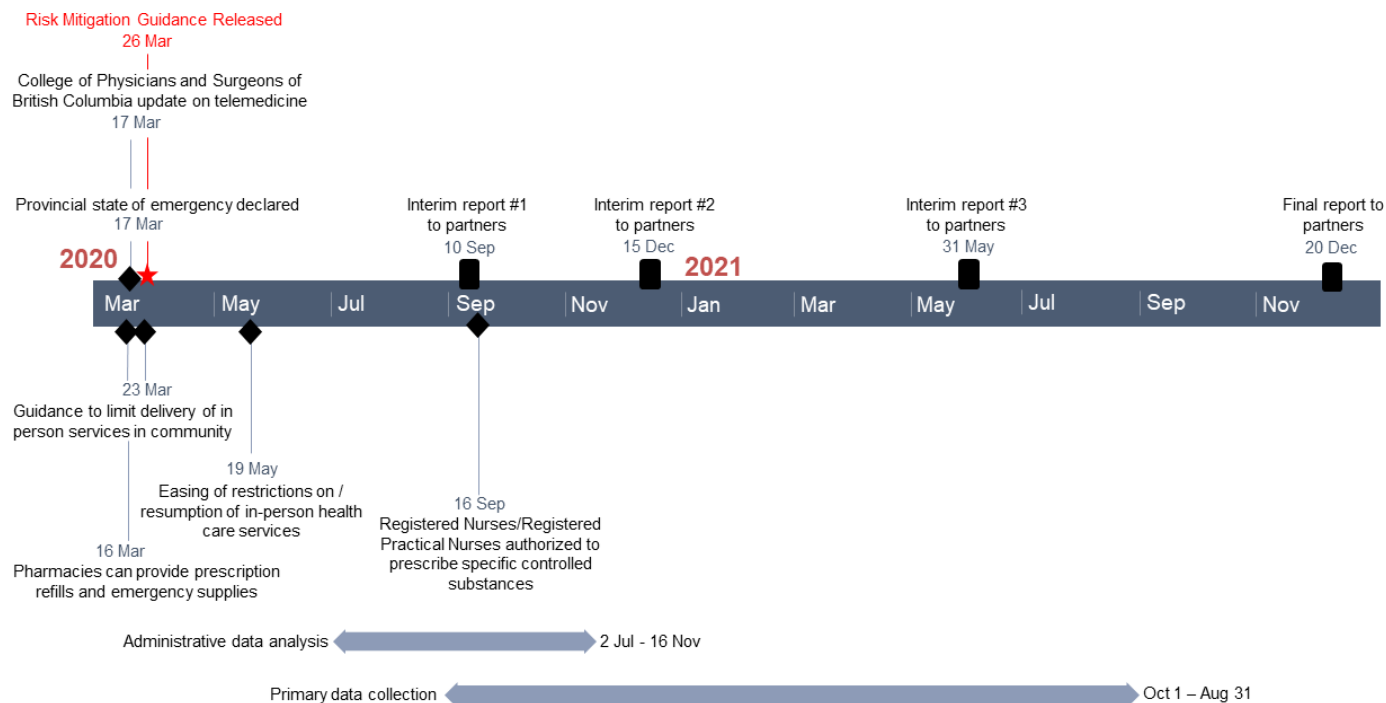 Risk Mitigation Guidance Released
26 Mar
College of Physicians and Surgeons of
British Columbia update on telemedicine
17 Mar
Provincial state of emergency declared
17 Mar
Interim report #1
to partners
10 Sep
Interim report #2
to partners
15 Dec
Interim report #3
to partners
31 May
Final report to
partners
20 Dec
2020
2021
Mar
May
Jul
Sep
Nov
Jan
Mar
May
Jul
Sep
Nov
23 Mar
Guidance to limit delivery of in
person services in community
19 May
Easing of restrictions on /
resumption of in-person health
care services
16 Sep
Registered Nurses/Registered
Practical Nurses authorized to
prescribe specific controlled
substances
16 Mar
Pharmacies can provide prescription
refills and emergency supplies
Administrative data analysis
2 Jul - 16 Nov
Primary data collection
Oct 1 – Aug 31